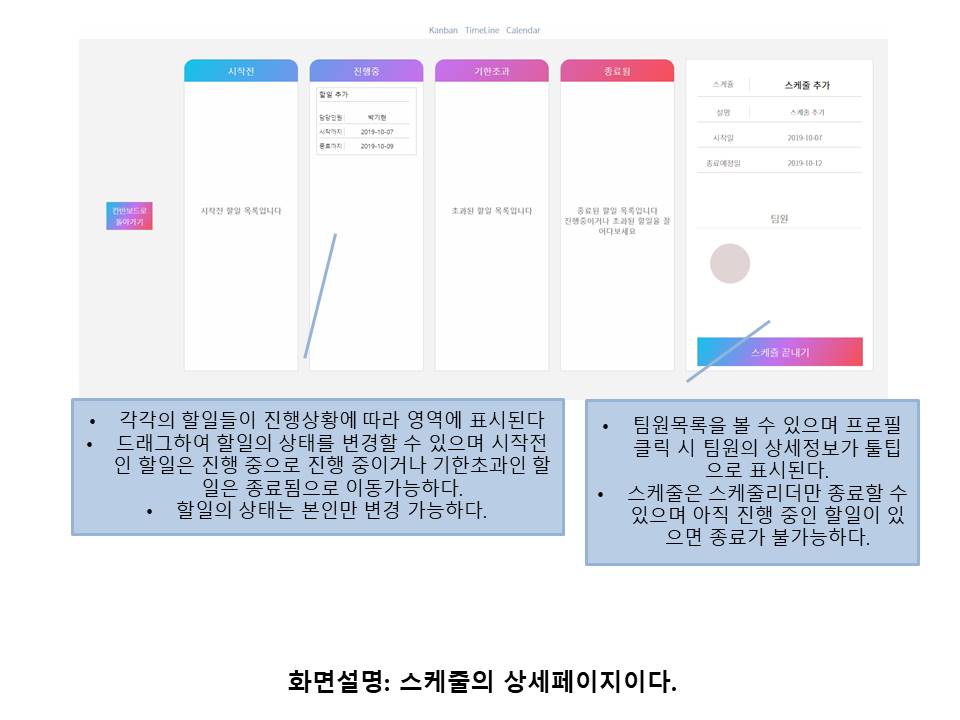 Kanban TimeLine Calendar
시작전
진행중
기한초과
종료됨
할일 추가
담당인원 박기현
시작까지 2019-10-07
종료까지 2019-10-09
시작전 할일 목록입니다
초과된 할일 목록입니다
종료된 할일 목록입니다
진행중이거나 초과된 할일을 끌
어다보세요
칸반보드로
돌아가기
스케줄 스케줄 추가
설명 스케줄 추가
시작일 2019-10-07
종료예정일 2019-10-12
팀원
스케줄 끝내기
• 각각의 할일들이 진행상황에 따라 영역에 표시된다
• 드래그하여 할일의 상태를 변경할 수 있으며 시작전
인 할일은 진행 중으로 진행 중이거나 기한초과인 할
일은 종료됨으로 이동가능하다.
• 할일의 상태는 본인만 변경 가능하다.
• 팀원목록을 볼 수 있으며 프로필
클릭 시 팀원의 상세정보가 툴팁
으로 표시된다.
• 스케줄은 스케줄리더만 종료할 수
있으며 아직 진행 중인 할일이 있
으면 종료가 불가능하다.
화면설명: 스케줄의 상세페이지이다.